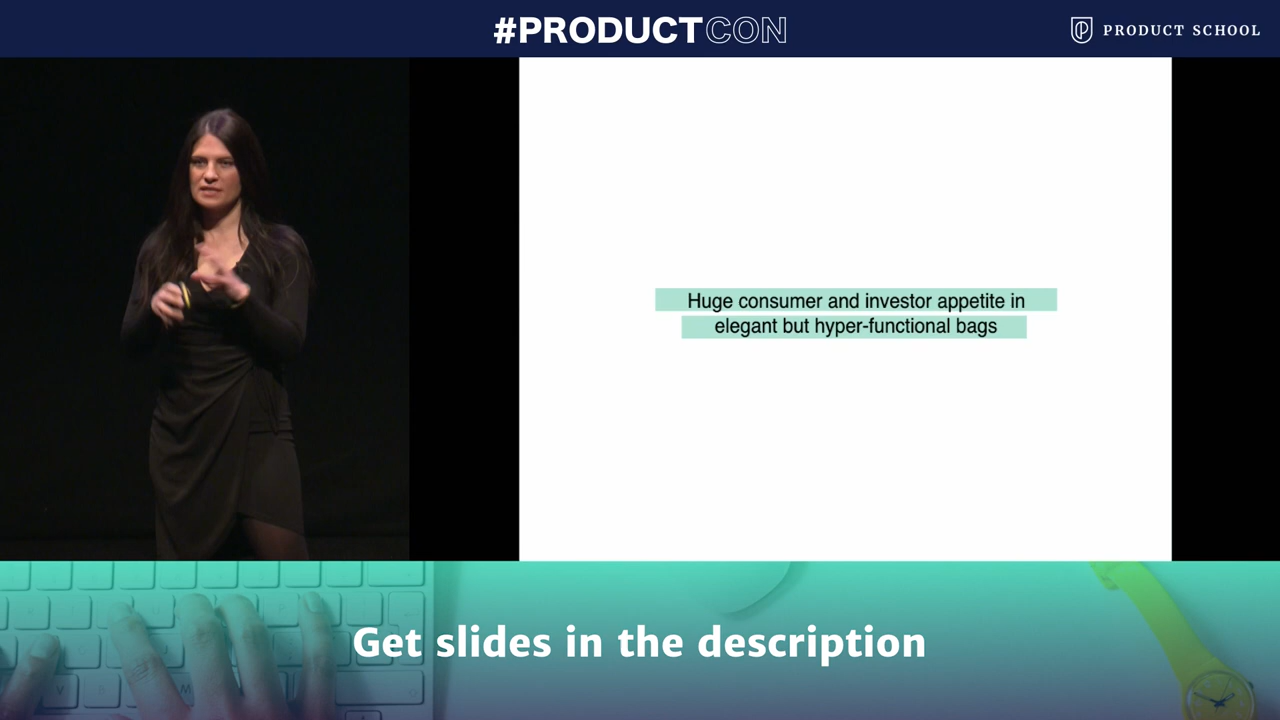 #PRODUCTCON
PRODUCT SCHOOL
Huge consumer and investor appetite in
elegant but hyper-functional bags
Get slides in the description